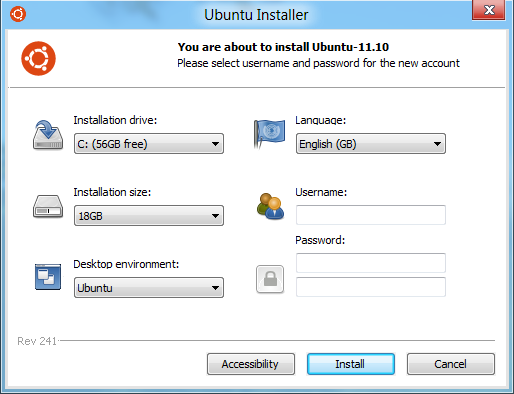 Ubuntu Installer
You are about to install Ubuntu-11.10
Please select username and password for the new account
Installation drive:
C: (56GB free)
Language:
English (GB)
Installation size:
18GB
Username:
Password:
Desktop environment:
Ubuntu
Rev 241
Accessibility
Install
Cancel